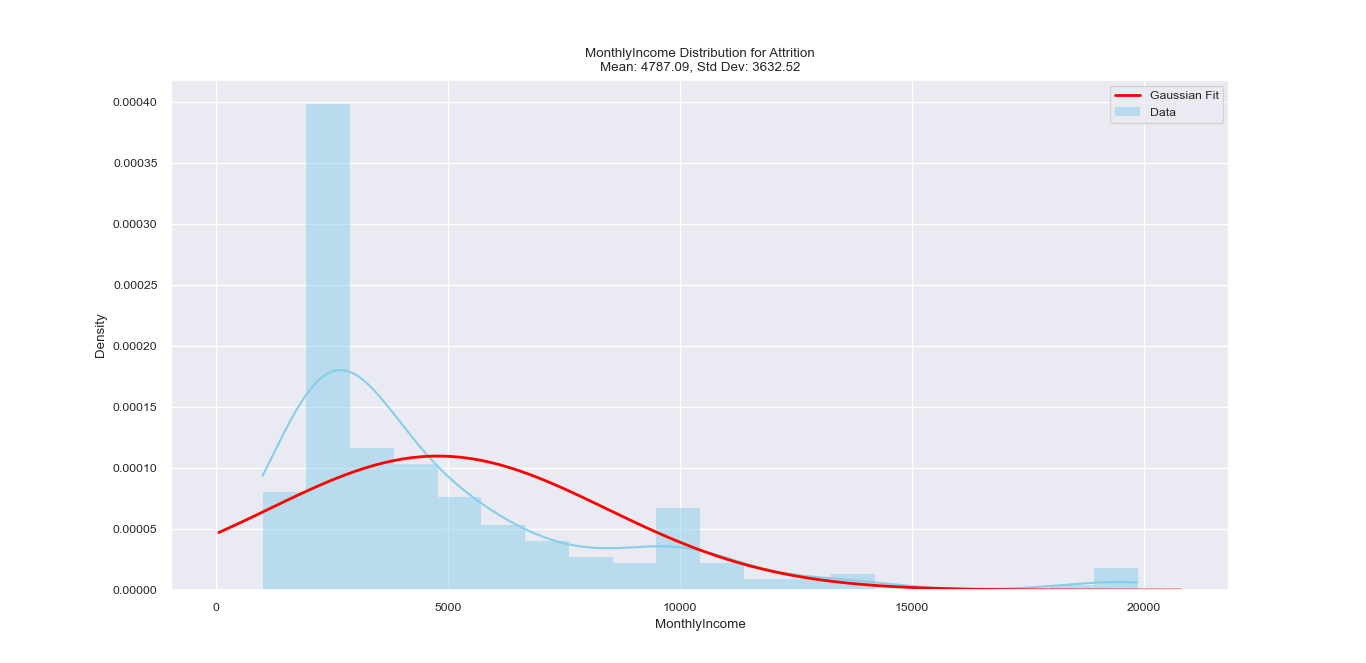 MonthlyIncome Distribution for Attrition
Mean: 4787.09, Std Dev: 3632.52
Gaussian Fit
Data
0.00040
0.00035
0.00030
0.00025
0.00020
0.00015
0.00010
0.00005
0.00000
Density
0 5000 10000 15000 20000
MonthlyIncome